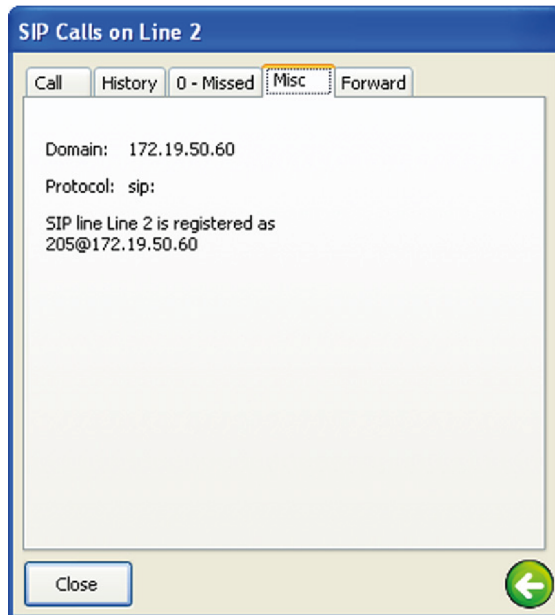 SIP Calls on Line 2
Call History 0 - Missed Misc Forward
Domain: 172.19.50.60
Protocol: sip:
SIP line Line 2 is registered as
205@172.19.50.60
Close